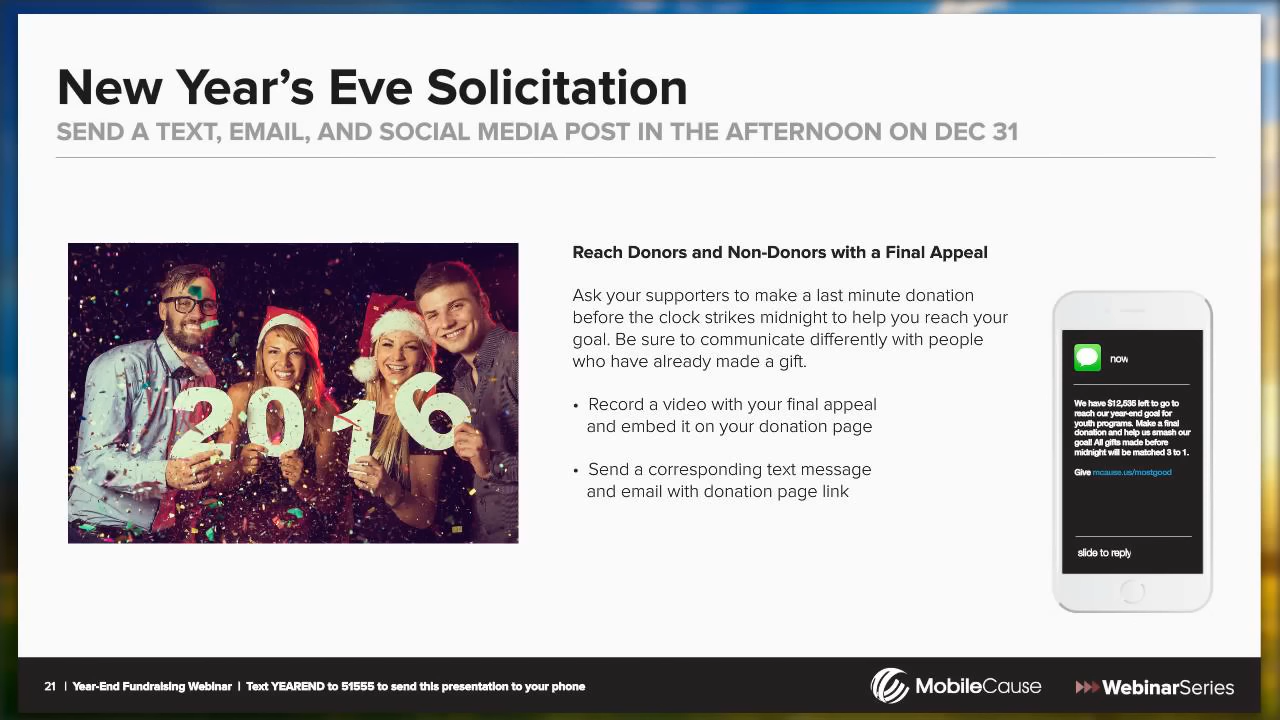 New Year’s Eve Solicitation
SEND A TEXT, EMAIL, AND SOCIAL MEDIA POST IN THE AFTERNOON ON DEC 31
2016
Reach Donors and Non-Donors with a Final Appeal
Ask your supporters to make a last minute donation
before the clock strikes midnight to help you reach your
goal. Be sure to communicate differently with people
who have already made a gift.
• Record a video with your final appeal
and embed it on your donation page
• Send a corresponding text message
and email with donation page link
now
We have $12,535 left to go to
reach our year-end goal for
youth programs. Make a final
donation and help us smash our
goal! All gifts made before
midnight will be matched 3 to 1.
Give mcause.us/mostgood
slide to reply
21 | Year-End Fundraising Webinar | Text YEAREND to 51555 to send this presentation to your phone
MobileCause
WebinarSeries